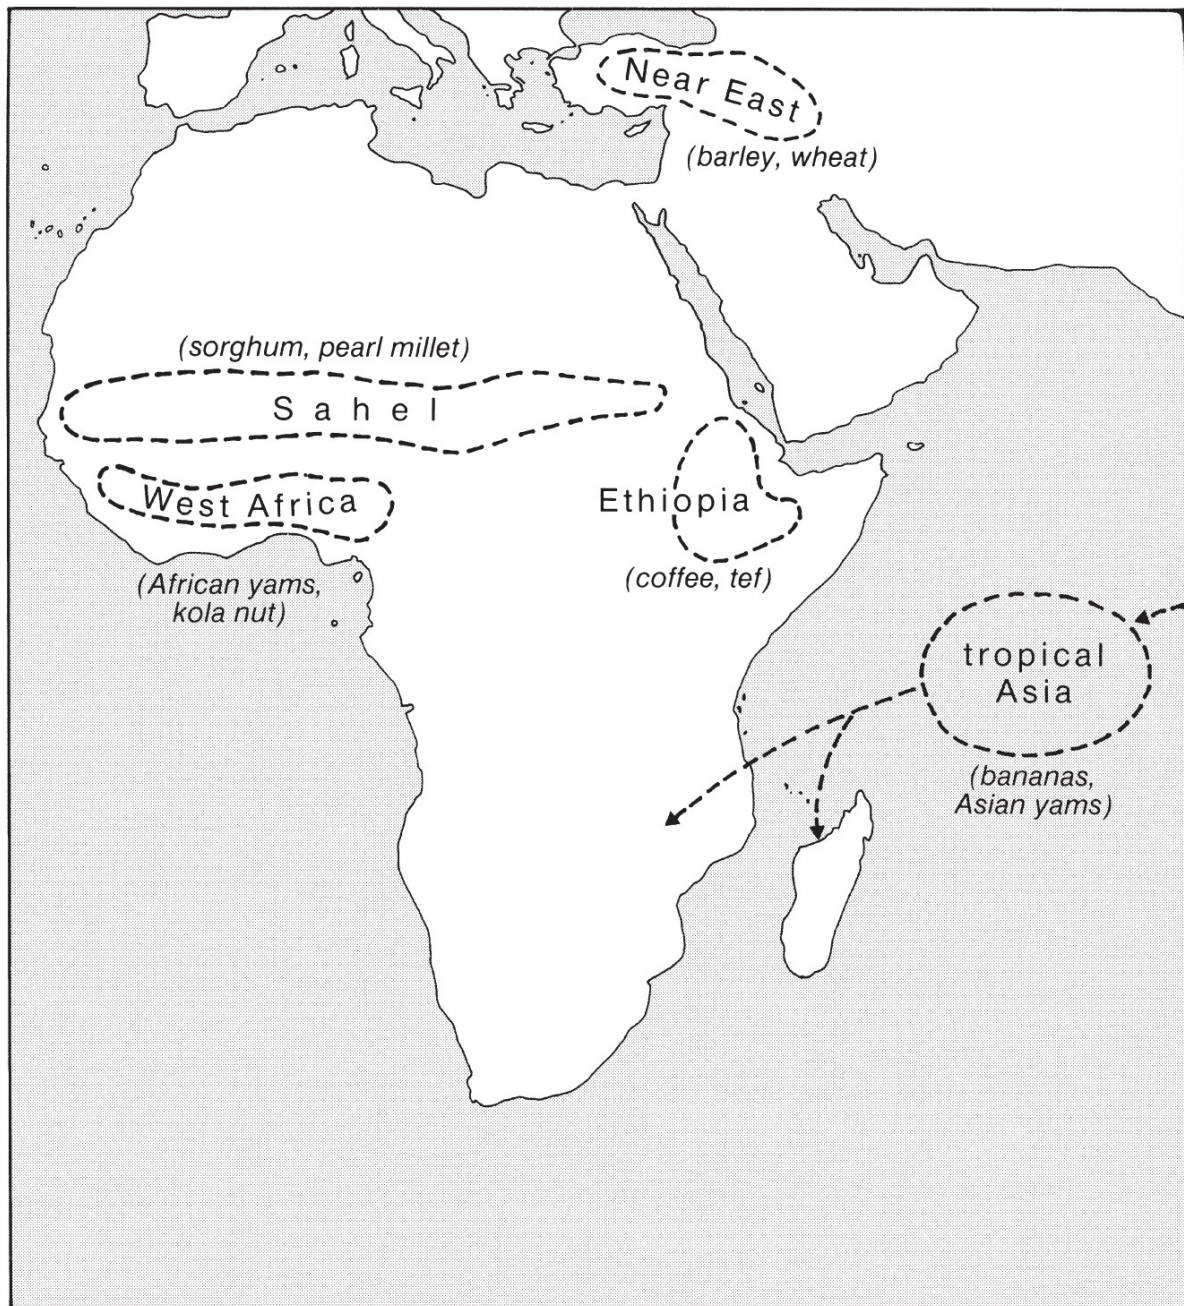 Near East
(barley, wheat)
(sorghum, pearl millet)
Sahel
West Africa
(African yams,
kola nut)
Ethiopia
(coffee, tef)
tropical
Asia
(bananas,
Asian yams)